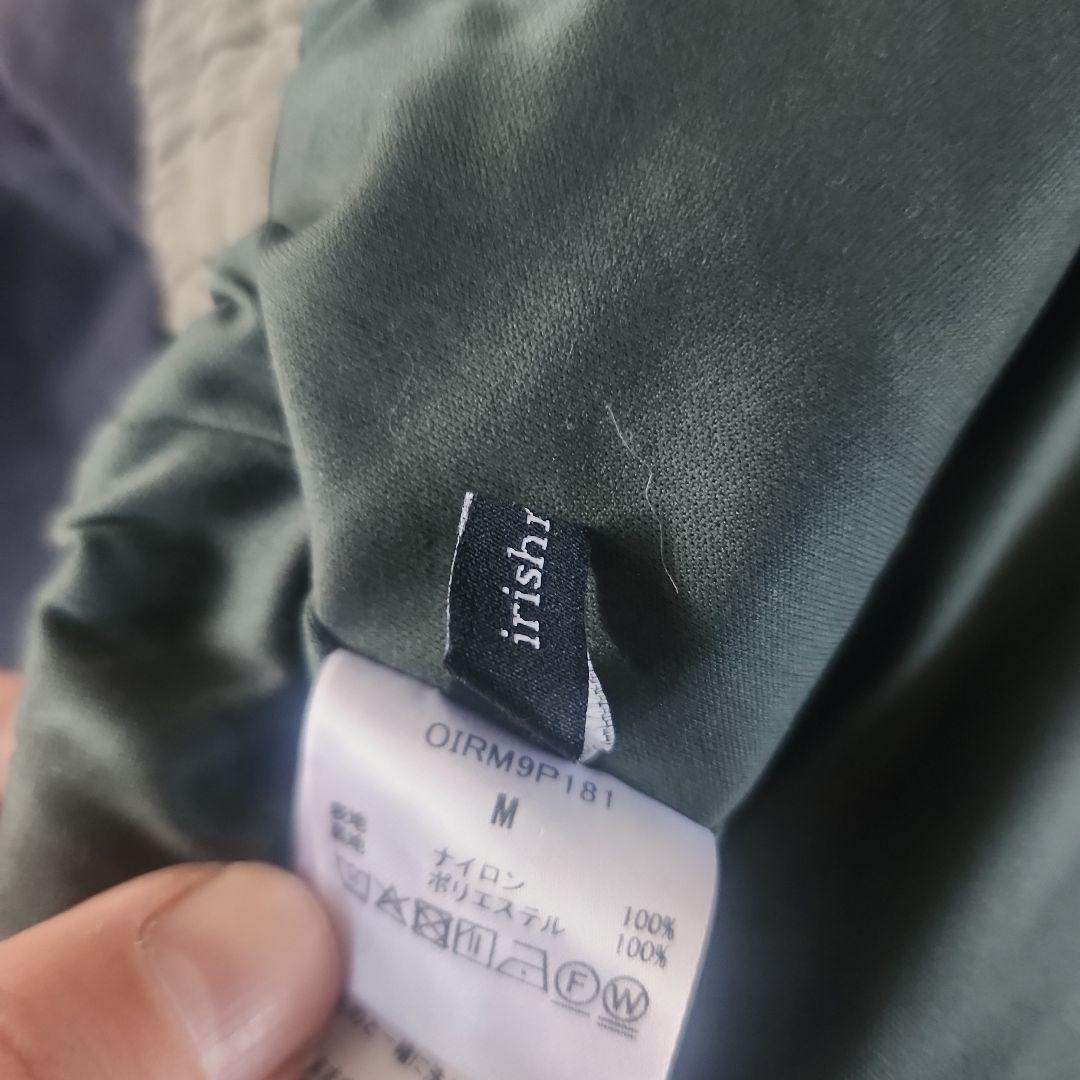 irishr
OIRM9P181
M
表地 ナイロン 100%
裏地 ポリエステル 100%
F W